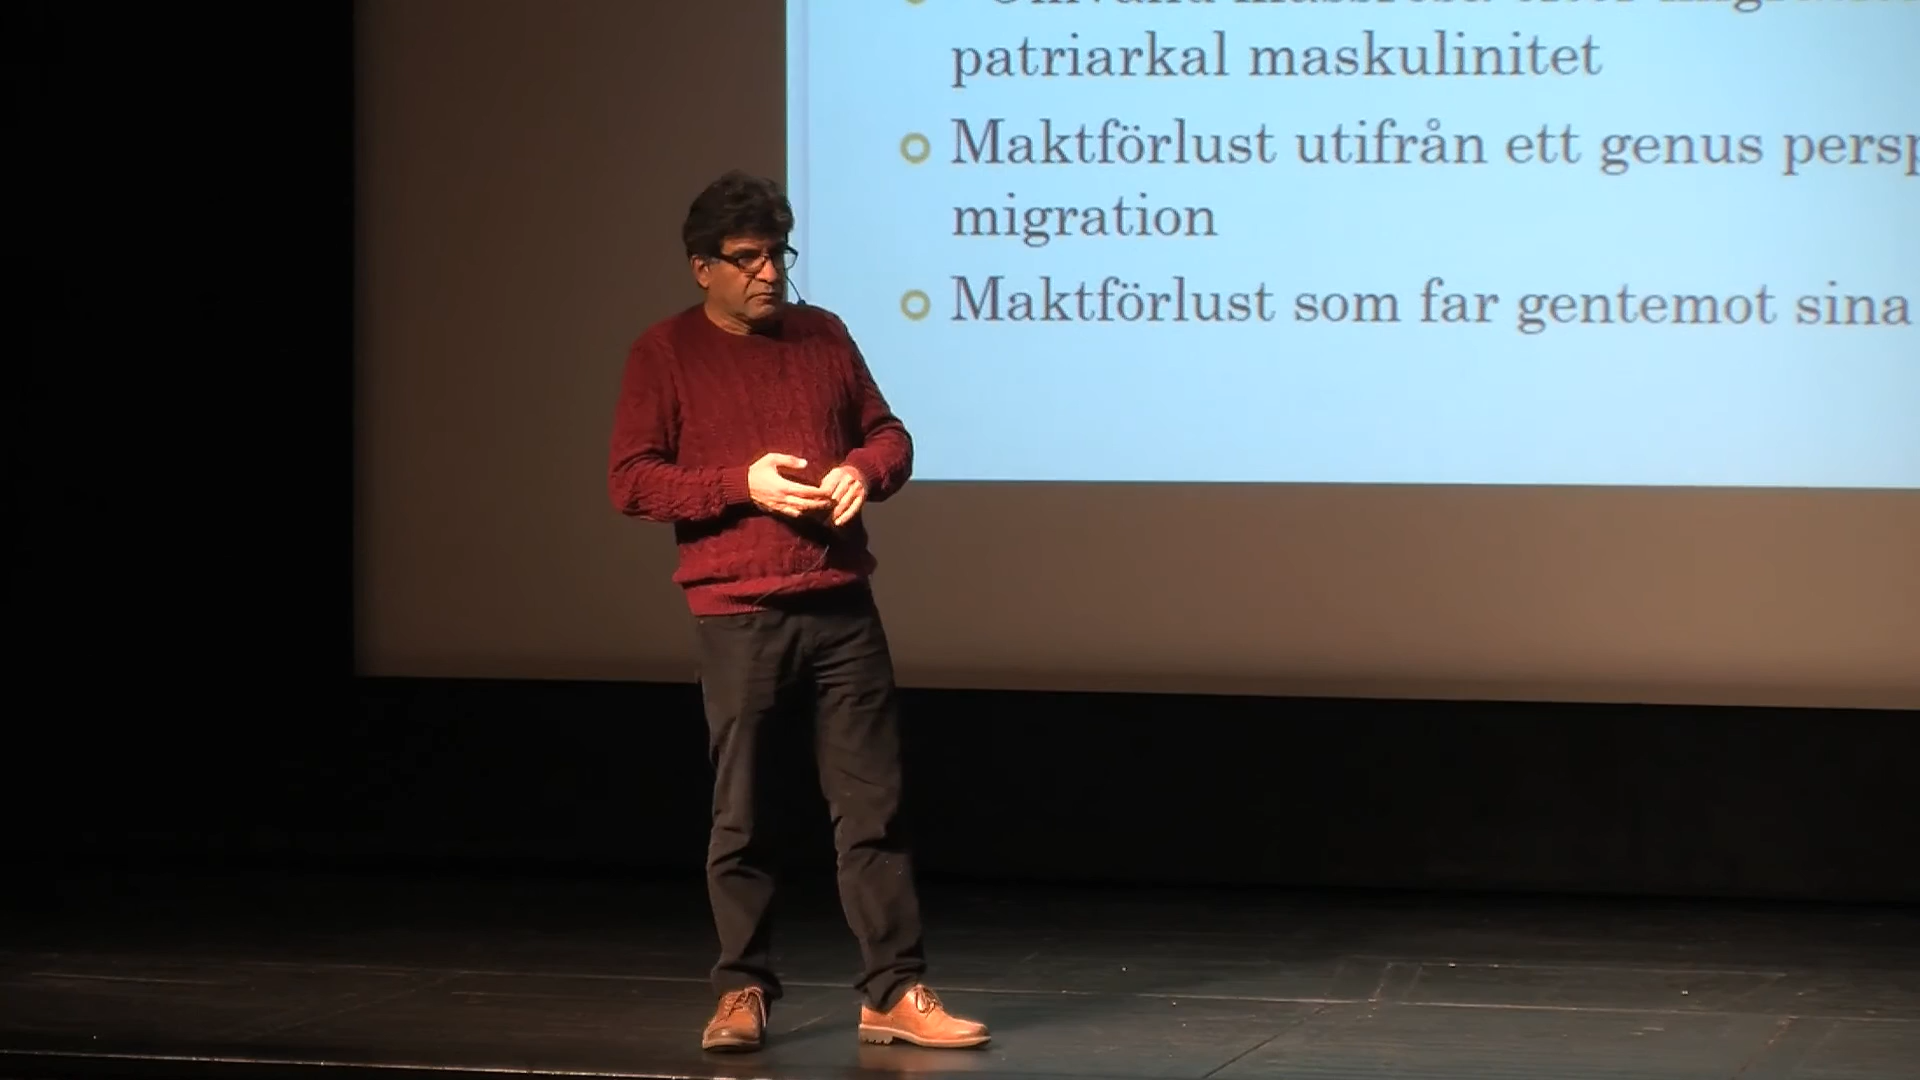 patriarkal maskulinitet
Maktförlust utifrån ett genus
migration
Maktförlust som far gentemot sina